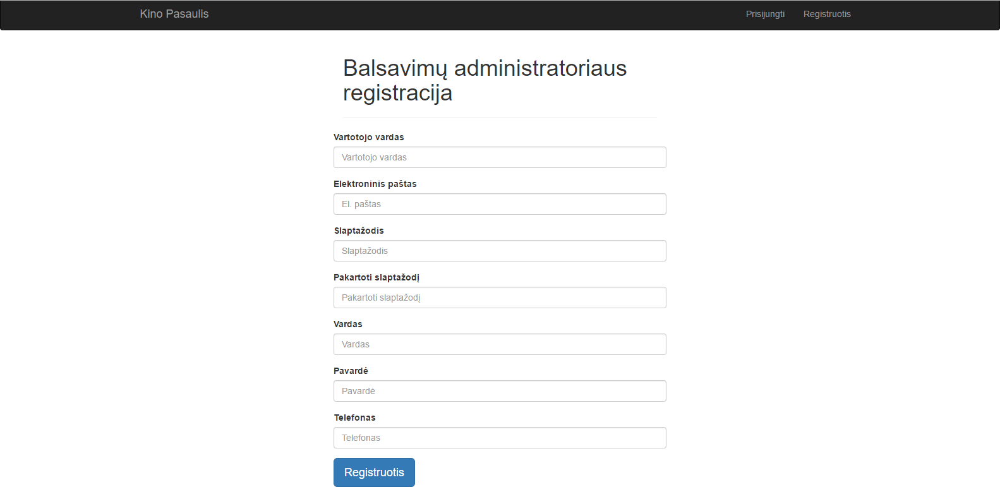 Kino Pasaulis
Prisijungti
Registruotis
Balsavimų administratoriaus
registracija
Vartotojo vardas
Vartotojo vardas
Elektroninis paštas
El. paštas
Slaptažodis
Slaptažodis
Pakartoti slaptažodį
Pakartoti slaptažodį
Vardas
Vardas
Pavardė
Pavardė
Telefonas
Telefonas
Registruotis